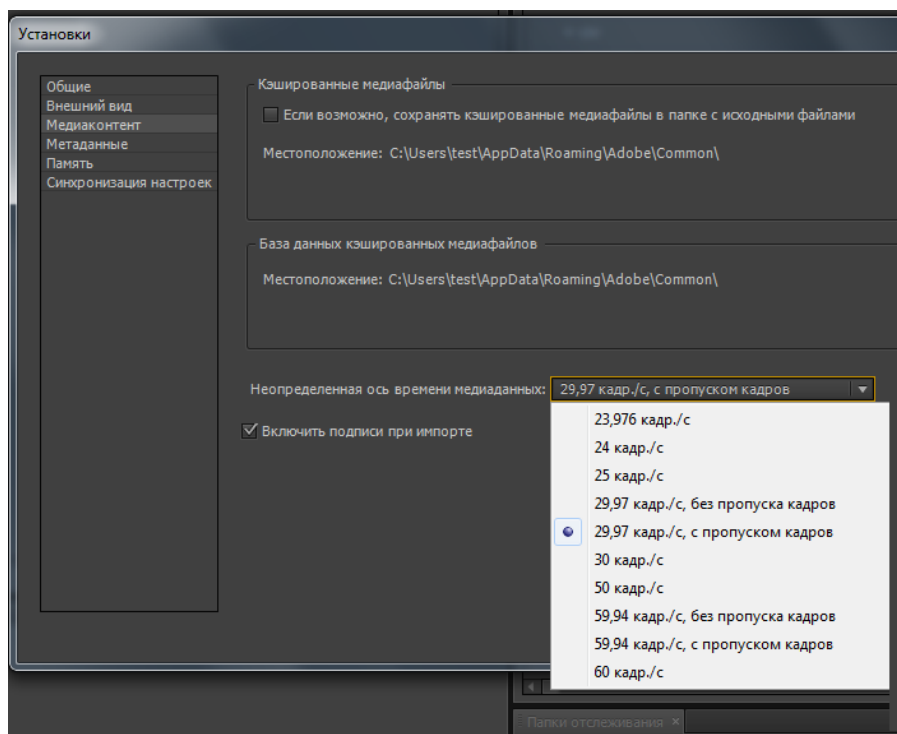 Установки
Общие
Внешний вид
Медиаконтент
Метаданные
Память
Синхронизация настроек
Кэшированные медиафайлы
Если возможно, сохранять кэшированные медиафайлы в папке с исходными файлами
Местоположение: C:\Users\test\AppData\Roaming\Adobe\Common\
База данных кэшированных медиафайлов
Местоположение: C:\Users\test\AppData\Roaming\Adobe\Common\
Неопределенная ось времени медиаданных: 29,97 кадр./с, с пропуском кадров
Включить подписи при импорте
23,976 кадр./с
24 кадр./с
25 кадр./с
29,97 кадр./с, без пропуска кадров
29,97 кадр./с, с пропуском кадров
30 кадр./с
50 кадр./с
59,94 кадр./с, без пропуска кадров
59,94 кадр./с, с пропуском кадров
60 кадр./с
Папки отслеживания ×